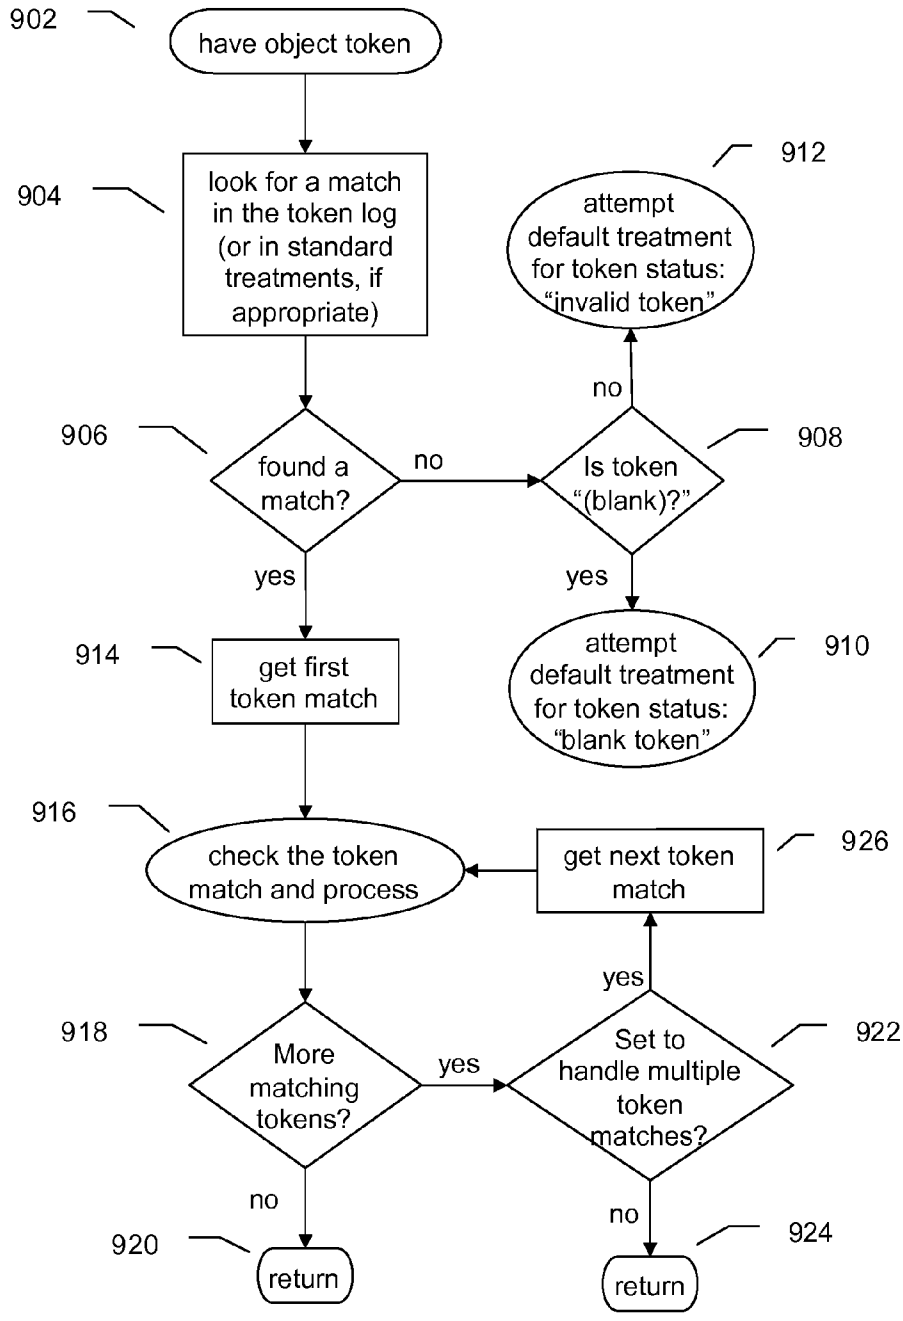 902
have object token
912
904
look for a match
in the token log
(or in standard
treatments, if
appropriate)
attempt
default treatment
for token status:
“invalid token”
no
906
found a
match?
no
908
Is token
“(blank)?”
yes
yes
914
get first
token match
910
attempt
default treatment
for token status:
“blank token”
916
check the token
match and process
926
get next token
match
yes
918
More
matching
tokens?
yes
922
Set to
handle multiple
token
matches?
no
no
920
return
924
return